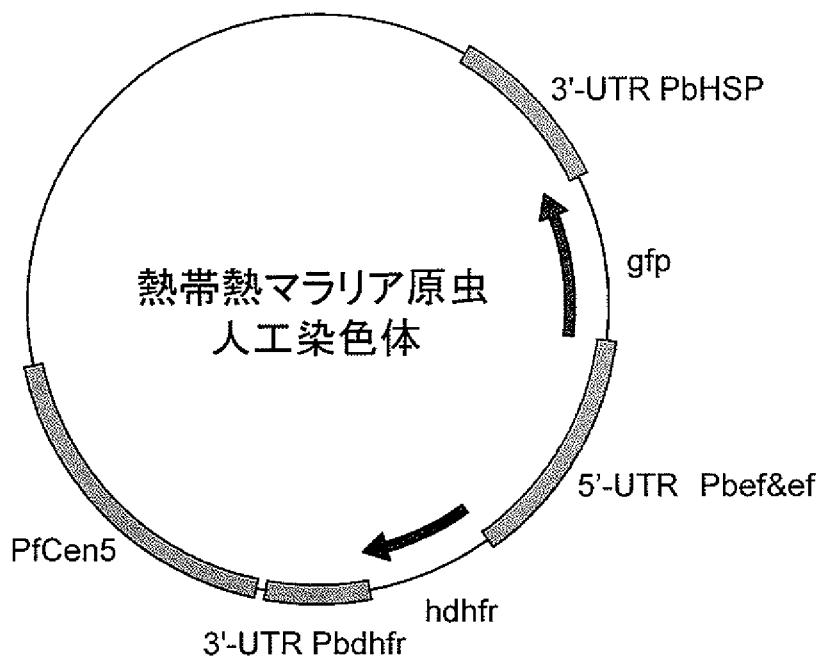 3'-UTR PbHSP
gfp
熱帯熱マラリア原虫
人工染色体
5'-UTR Pbef&ef
PfCen5
hdhfr
3'-UTR Pbdhfr